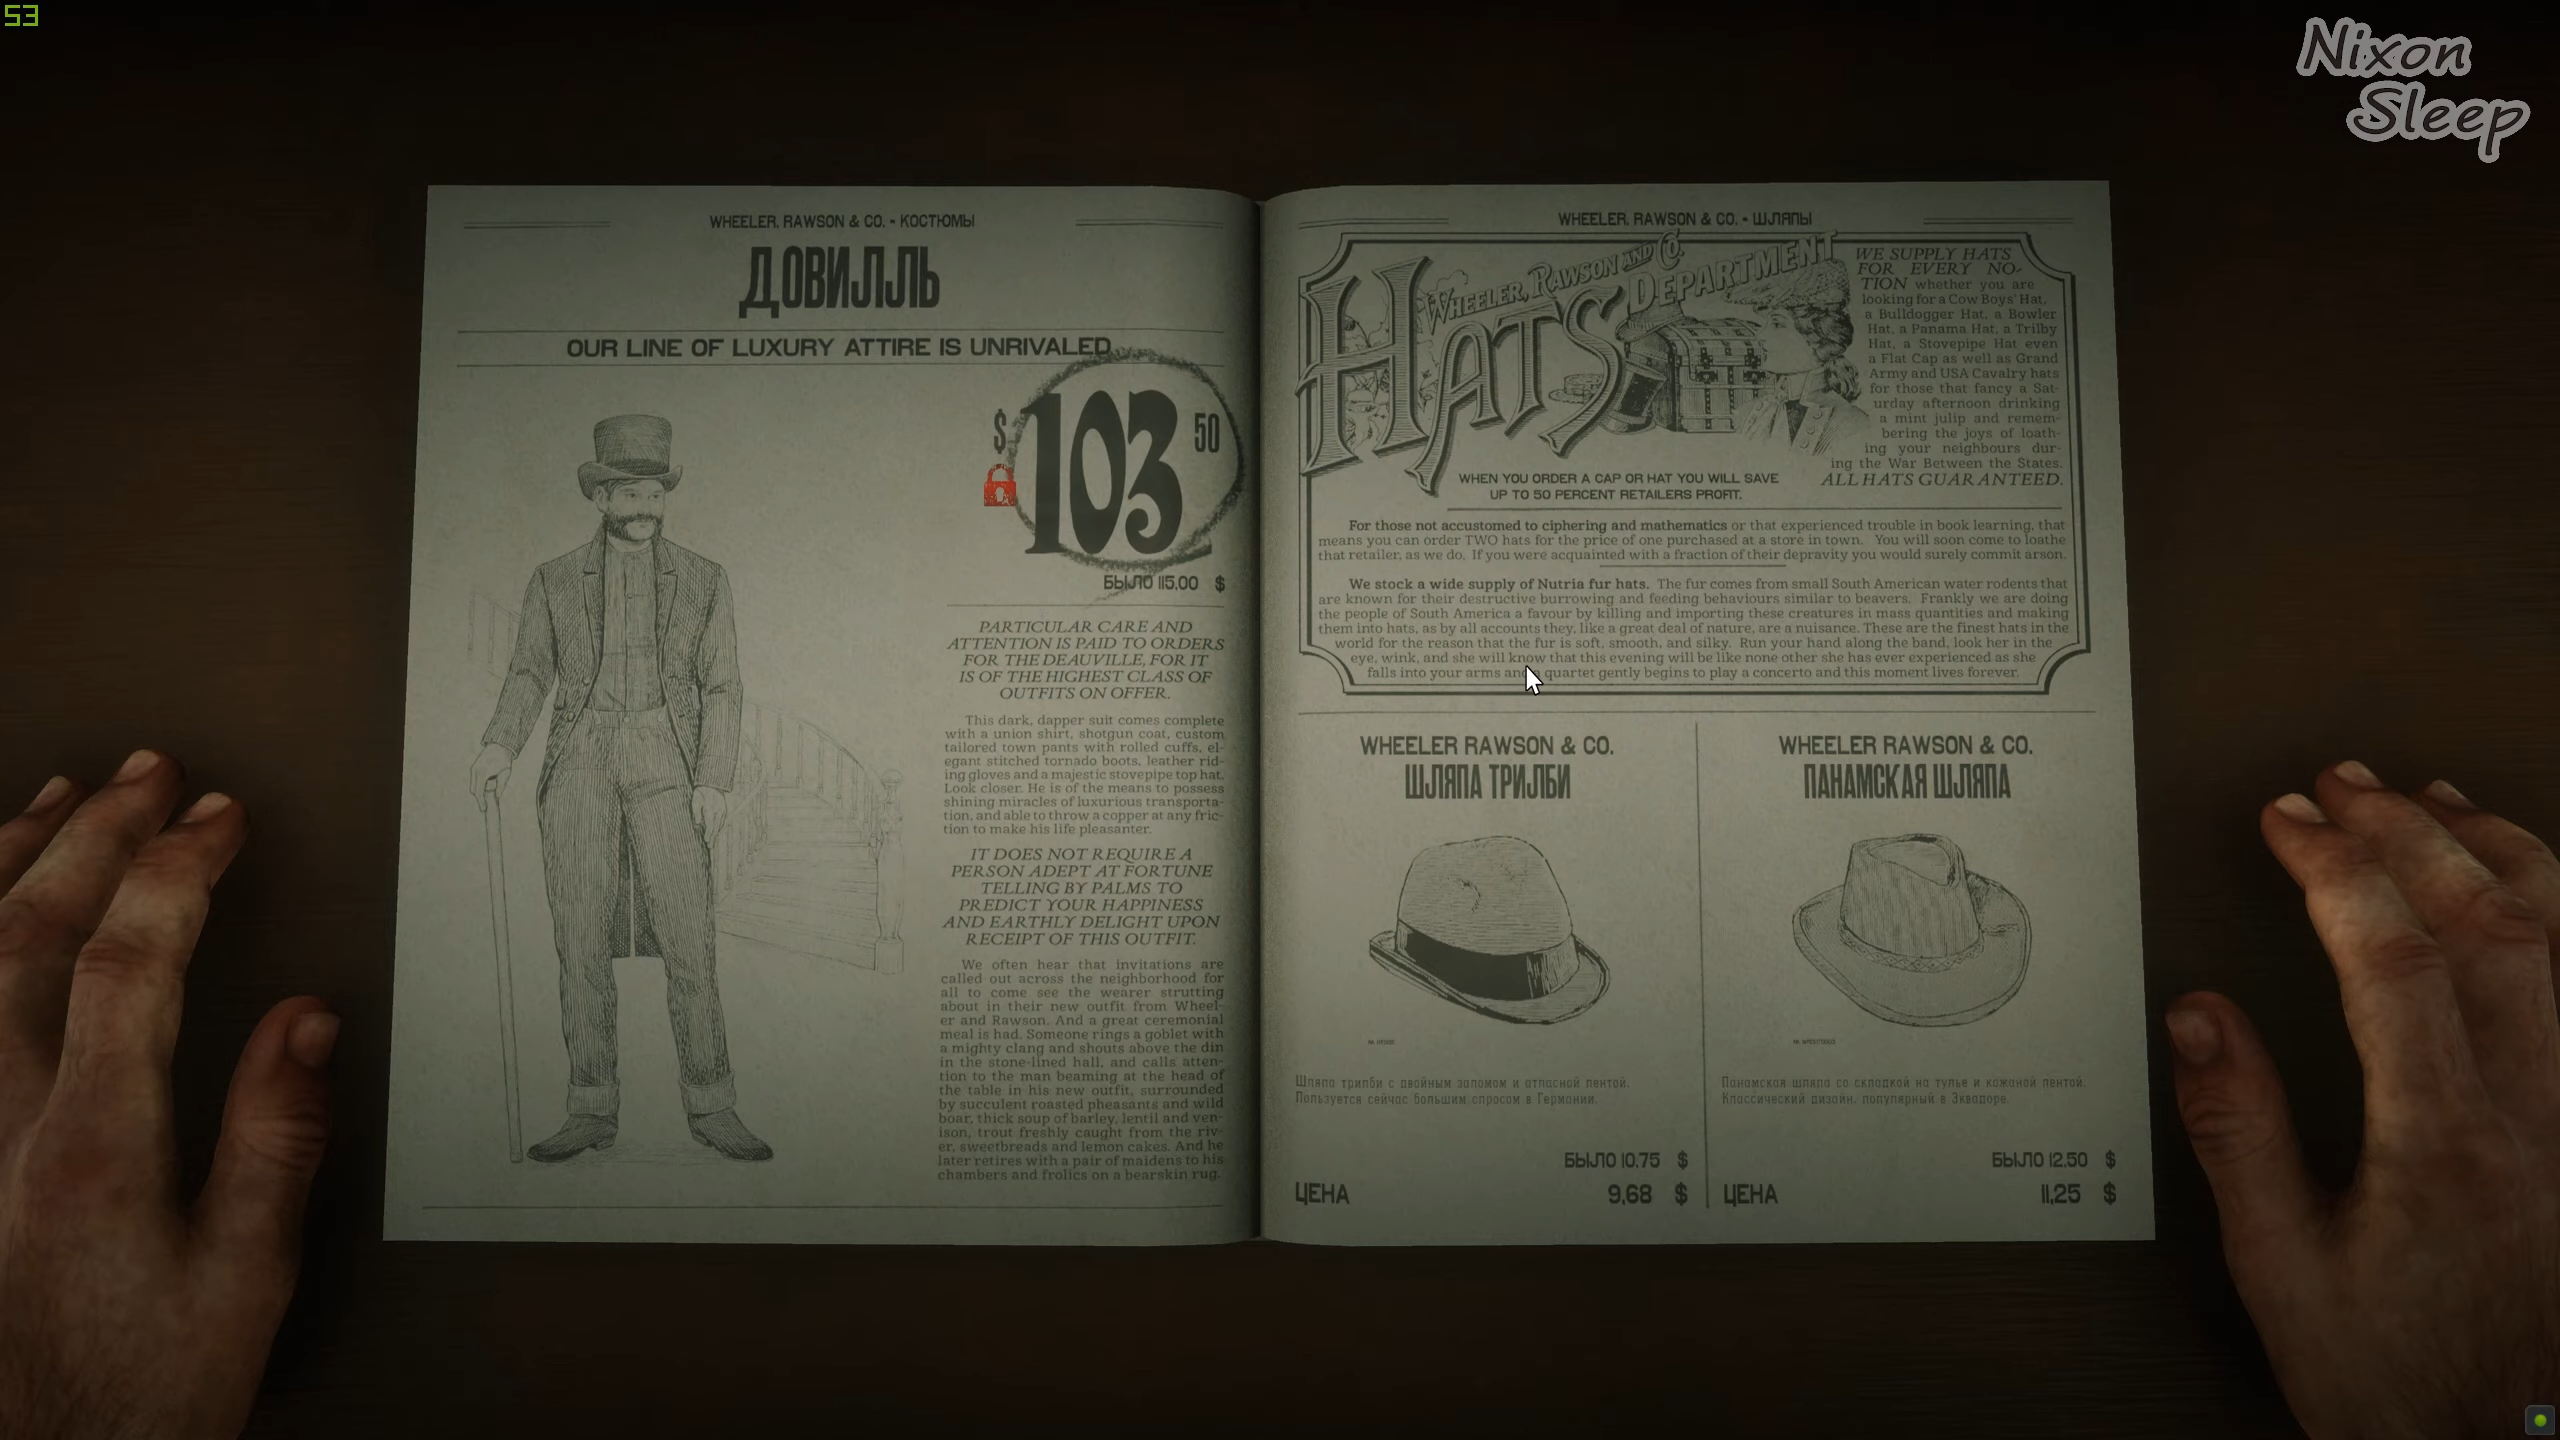 53
Nixon
Sleep
WHEELER, RAWSON & CO. - КОСТЮМЫ
ДОВИЛЛЬ
OUR LINE OF LUXURY ATTIRE IS UNRIVALED
$ 103 50
БЫЛО 115.00 $
PARTICULAR CARE AND
ATTENTION IS PAID TO ORDERS
FOR THE DEAUVILLE, FOR IT
IS OF THE HIGHEST CLASS OF
OUTFITS ON OFFER.
This dark, dapper suit comes complete
with a union shirt, shotgun coat, custom
tailored town pants with rolled cuffs, el-
egant stitched tornado boots, leather rid-
ing gloves and a majestic stovepipe top hat.
Look closer. He is of the means to possess
shining miracles of luxurious transporta-
tion, and able to throw a copper at any fric-
tion to make his life pleasanter.
IT DOES NOT REQUIRE A
PERSON ADEPT AT FORTUNE
TELLING BY PALMS TO
PREDICT YOUR HAPPINESS
AND EARTHLY DELIGHT UPON
RECEIPT OF THIS OUTFIT.
We often hear that invitations are
called out across the neighborhood for
all to come see the wearer strutting
about in their new outfit from Wheel-
er and Rawson. And a great ceremonial
meal is had. Someone rings a goblet with
a mighty clang and shouts above the din
in the stone-lined hall, and calls atten-
tion to the man beaming at the head of
the table in his new outfit, surrounded
by succulent roasted pheasants and wild
boar, thick soup of barley, lentil and ven-
ison, trout freshly caught from the riv-
er, sweetbreads and lemon cakes. And he
later retires with a pair of maidens to his
chambers and frolics on a bearskin rug.
WHEELER, RAWSON & CO. - ШЛЯПЫ
WHEELER, RAWSON AND CO.
HATS DEPARTMENT
WE SUPPLY HATS
FOR EVERY NO-
TION whether you are
looking for a Cow Boys' Hat,
a Bulldogger Hat, a Bowler
Hat, a Panama Hat, a Trilby
Hat, a Stovepipe Hat even
a Flat Cap as well as Grand
Army and USA Cavalry hats
for those that fancy a Sat-
urday afternoon drinking
a mint julip and remem-
bering the joys of loath-
ing your neighbours dur-
ing the War Between the States.
ALL HATS GUARANTEED.
WHEN YOU ORDER A CAP OR HAT YOU WILL SAVE
UP TO 50 PERCENT RETAILERS PROFIT.
For those not accustomed to ciphering and mathematics or that experienced trouble in book learning, that
means you can order TWO hats for the price of one purchased at a store in town. You will soon come to loathe
that retailer, as we do. If you were acquainted with a fraction of their depravity you would surely commit arson.
We stock a wide supply of Nutria fur hats. The fur comes from small South American water rodents that
are known for their destructive burrowing and feeding behaviours similar to beavers. Frankly we are doing
the people of South America a favour by killing and importing these creatures in mass quantities and making
them into hats, as by all accounts they, like a great deal of nature, are a nuisance. These are the finest hats in the
world for the reason that the fur is soft, smooth, and silky. Run your hand along the band, look her in the
eye, wink, and she will know that this evening will be like none other she has ever experienced as she
falls into your arms and quartet gently begins to play a concerto and this moment lives forever.
WHEELER RAWSON & CO.
ШЛЯПА ТРИЛБИ
Шляпа трилби с двойным заломом и атласной лентой.
Пользуется сейчас большим спросом в Германии.
БЫЛО 10.75 $
ЦЕНА 9,68 $
WHEELER RAWSON & CO.
ПАНАМСКАЯ ШЛЯПА
Панамская шляпа со складкой на тулье и кожаной лентой.
Классический дизайн, популярный в Эквадоре.
БЫЛО 12.50 $
ЦЕНА 11,25 $